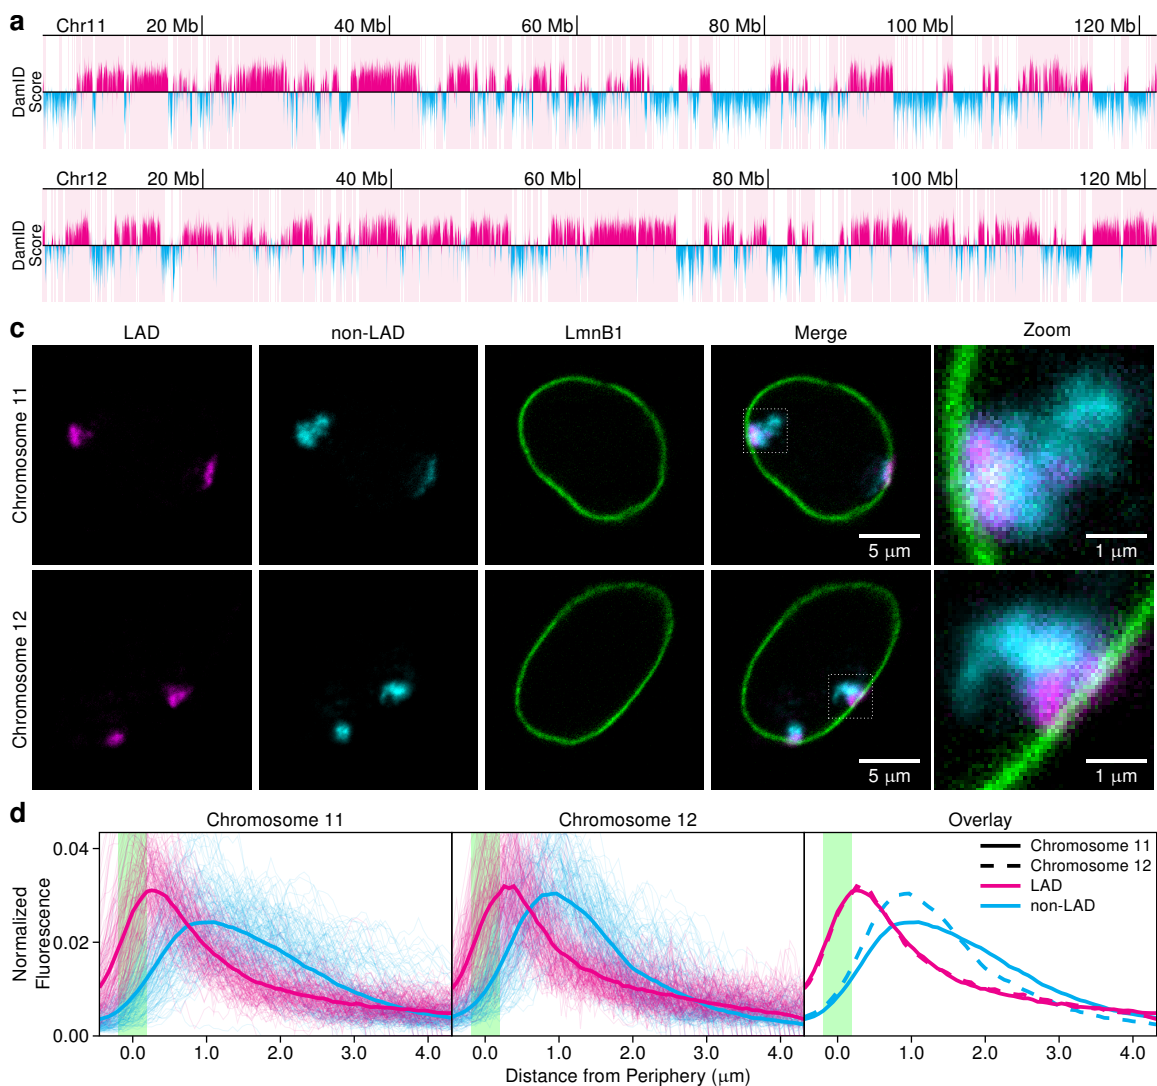 a
Chr11 20 Mb 40 Mb 60 Mb 80 Mb 100 Mb 120 Mb
DamID
Score
Chr12 20 Mb 40 Mb 60 Mb 80 Mb 100 Mb 120 Mb
DamID
Score
c
LAD non-LAD LmnB1 Merge Zoom
Chromosome 11
5 μm 1 μm
Chromosome 12
5 μm 1 μm
d
Chromosome 11 Chromosome 12 Overlay
Normalized
Fluorescence
0.04
0.02
0.00
Chromosome 11
Chromosome 12
LAD
non-LAD
0.0 1.0 2.0 3.0 4.0 0.0 1.0 2.0 3.0 4.0 0.0 1.0 2.0 3.0 4.0
Distance from Periphery (μm)